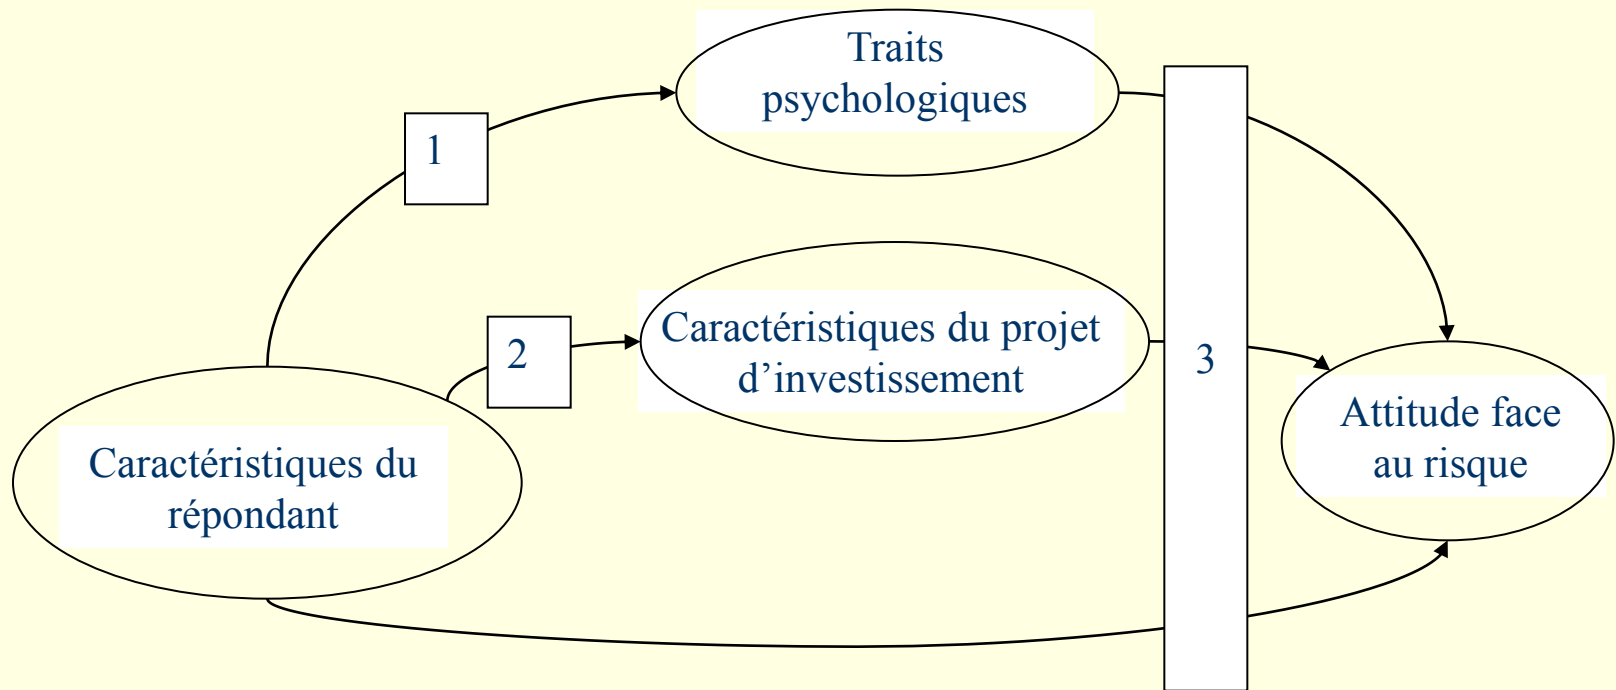 Traits
psychologiques
1
Caractéristiques du projet
d’investissement
2
3
Attitude face
au risque
Caractéristiques du
répondant